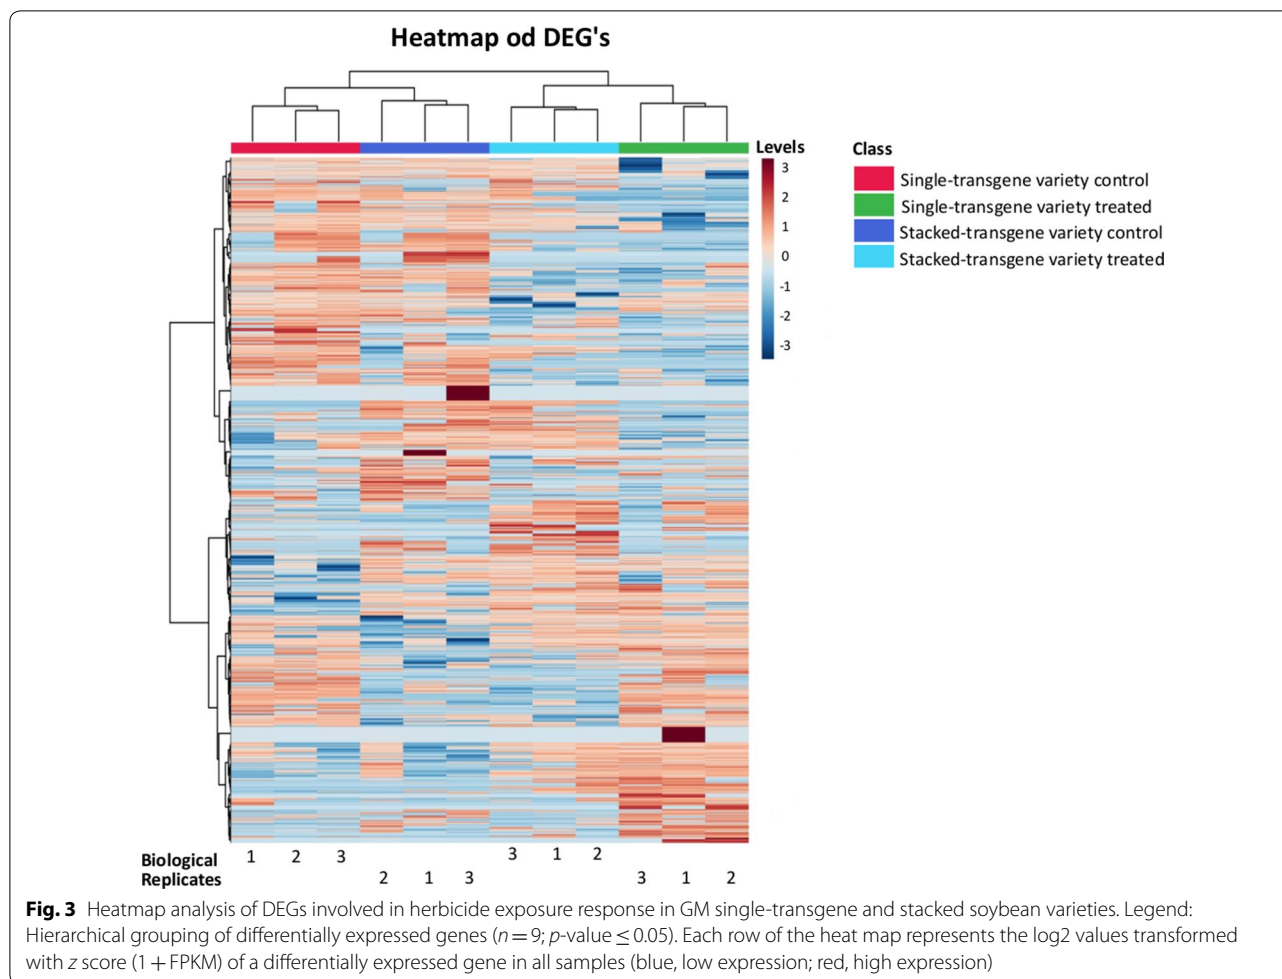 Heatmap od DEG's
Levels
3
2
1
0
-1
-2
-3
Class
Single-transgene variety control
Single-transgene variety treated
Stacked-transgene variety control
Stacked-transgene variety treated
Biological
Replicates
1 2 3 3 1 2
2 1 3 3 1 2
Fig. 3 Heatmap analysis of DEGs involved in herbicide exposure response in GM single-transgene and stacked soybean varieties. Legend:
Hierarchical grouping of differentially expressed genes (n = 9; p-value ≤ 0.05). Each row of the heat map represents the log2 values transformed
with z score (1 + FPKM) of a differentially expressed gene in all samples (blue, low expression; red, high expression)